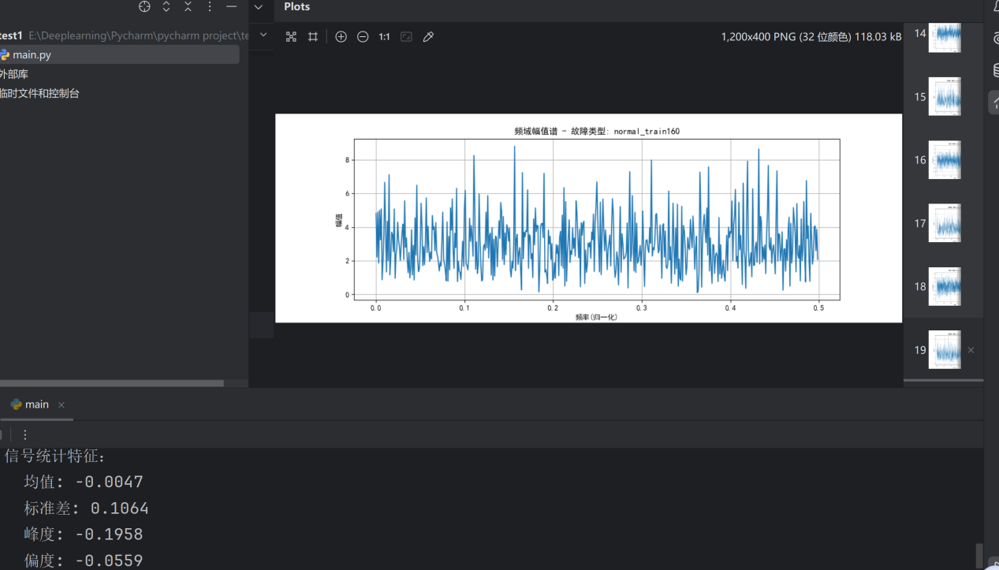 Plots
test1 E:\Deeplearning\Pycharm\pycharm project\te
main.py
外部库
临时文件和控制台
1:1
1,200x400 PNG (32 位颜色) 118.03 kB
14
15
16
17
18
19
频域幅值谱 - 故障类型: normal_train160
幅值
8
6
4
2
0
0.0 0.1 0.2 0.3 0.4 0.5
频率(归一化)
main
信号统计特征:
均值: -0.0047
标准差: 0.1064
峰度: -0.1958
偏度: -0.0559